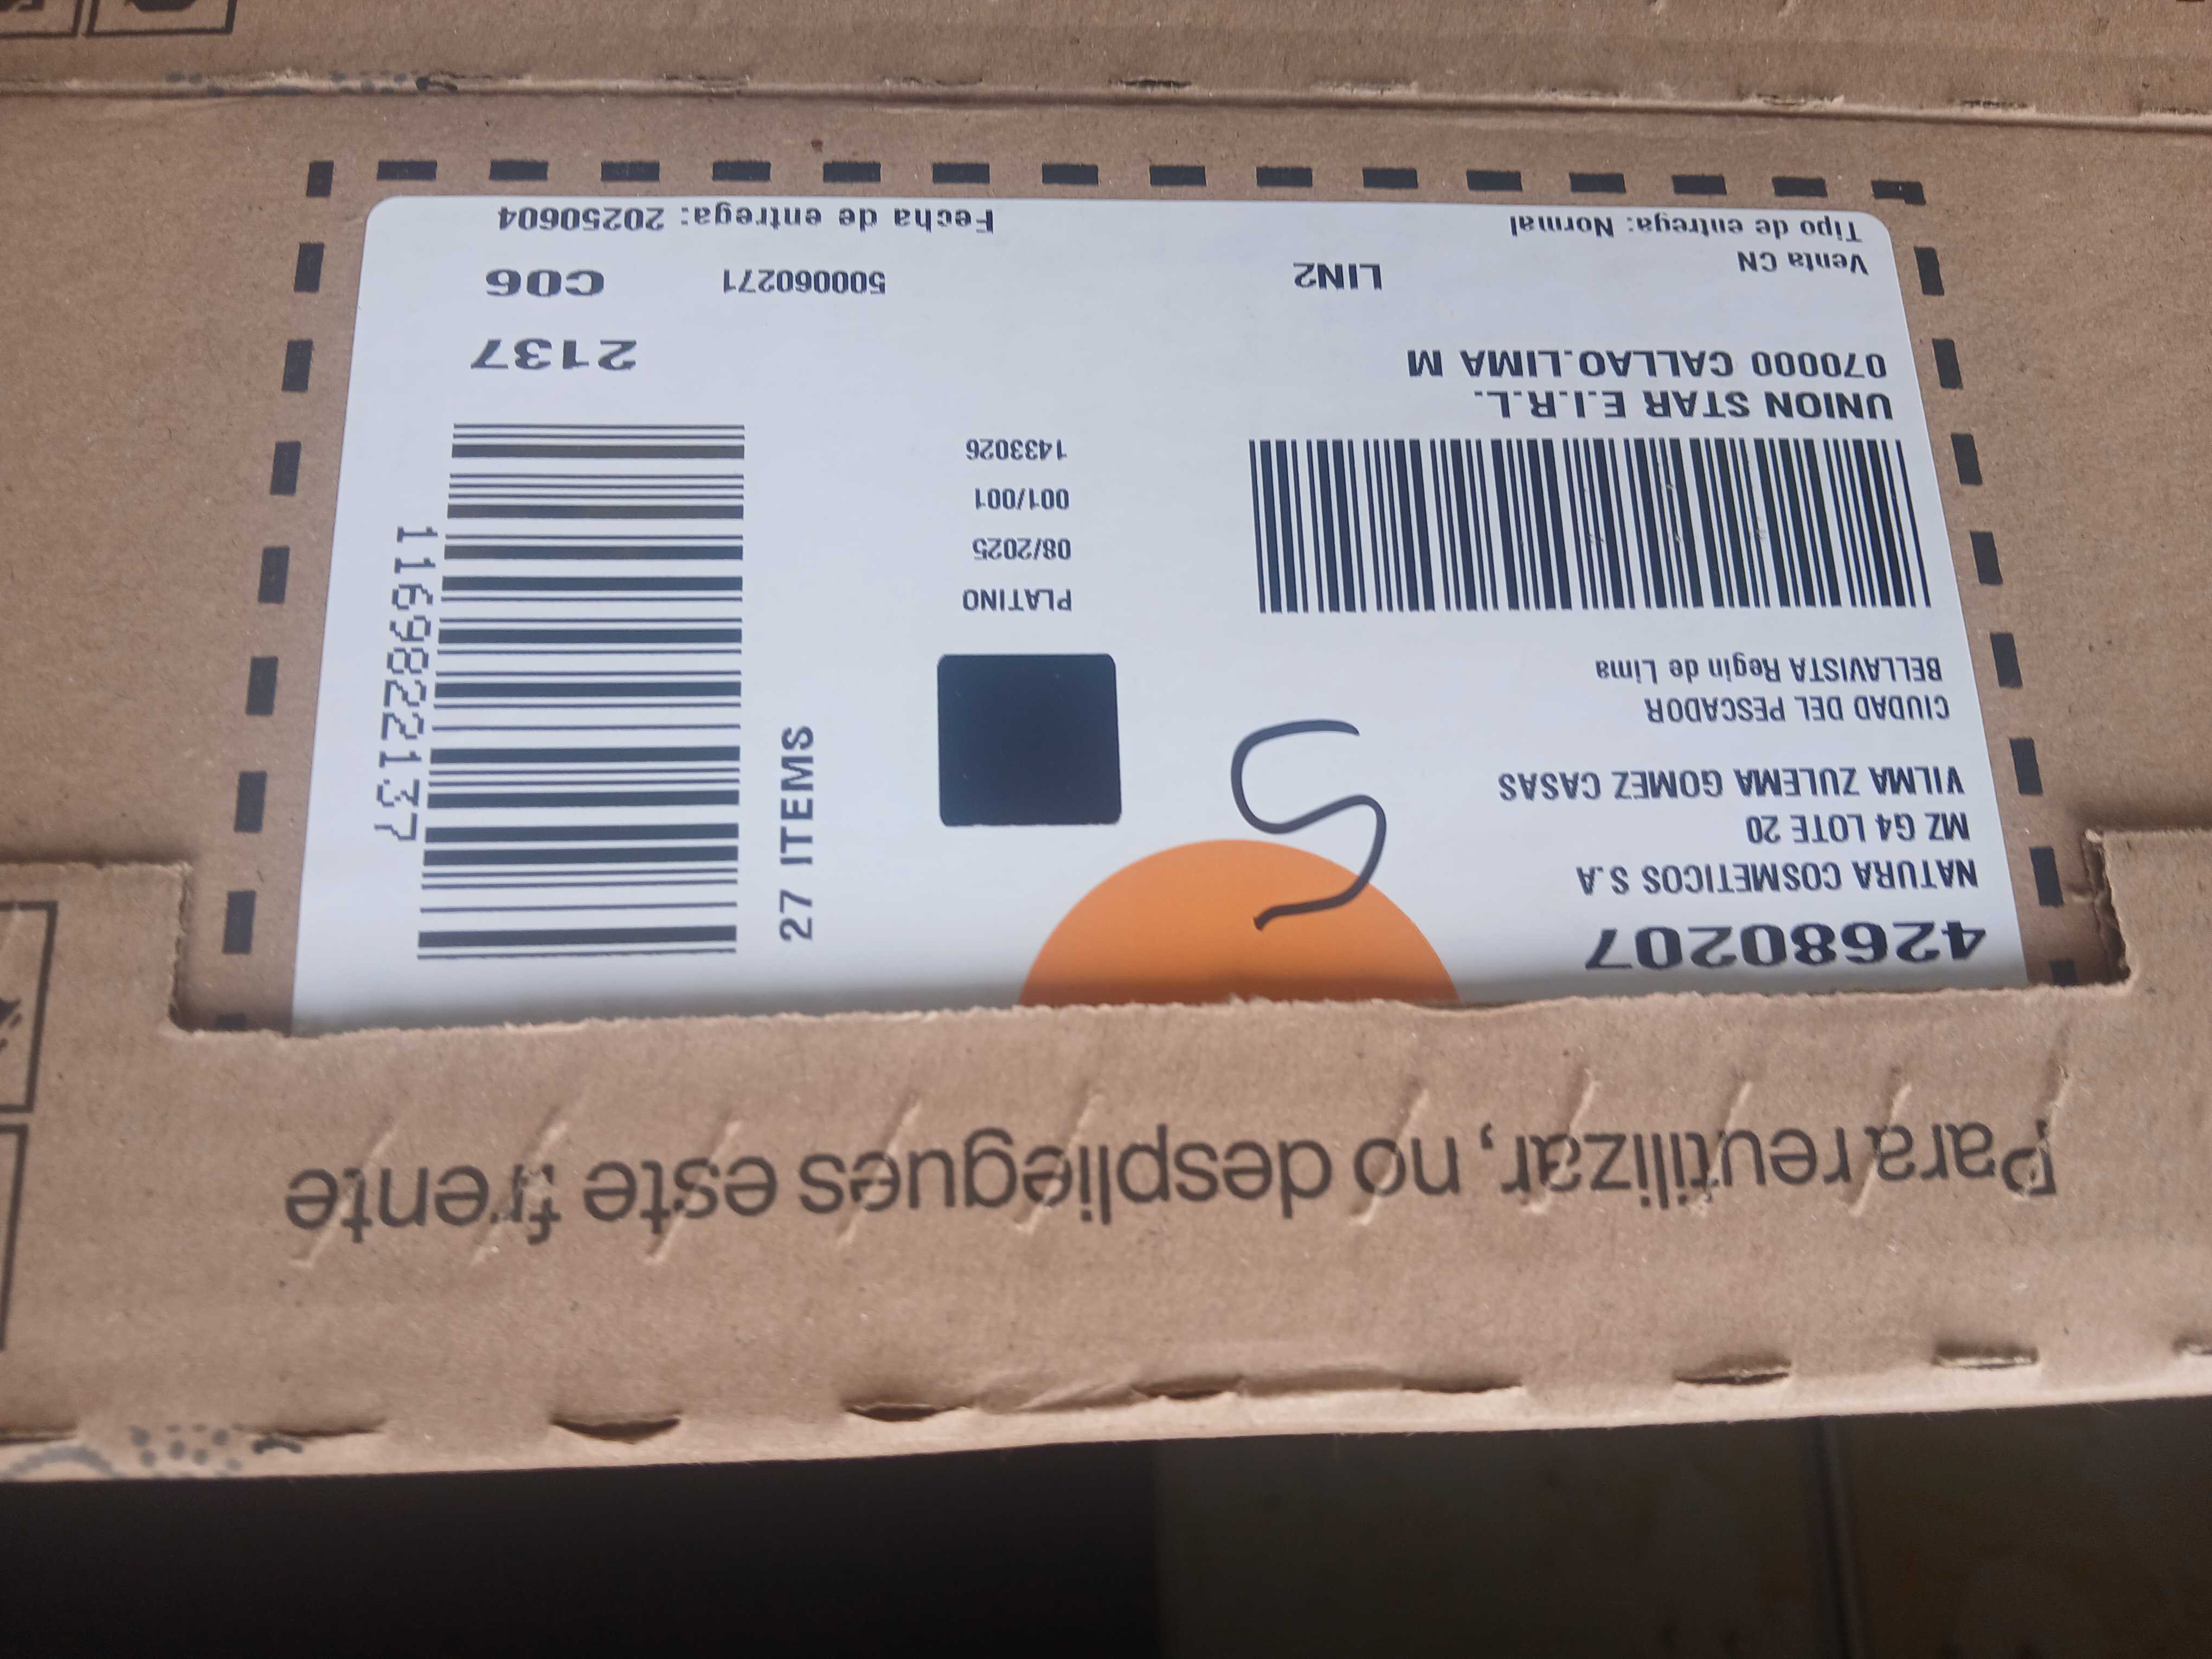 Para reutilizar, no despliegues este frente
42680207
NATURA COSMETICOS S.A
MZ G4 LOTE 20
VILMA ZULEMA GOMEZ CASAS
CIUDAD DEL PESCADOR
BELLAVISTA Regin de Lima
UNION STAR E.I.R.L.
070000 CALLAO.LIMA M
Venta CN
LIN2
Tipo de entrega: Normal
S
PLATINO
08/2025
001/001
1433026
27 ITEMS
1169822137
2137
500060271
C06
Fecha de entrega: 20250604